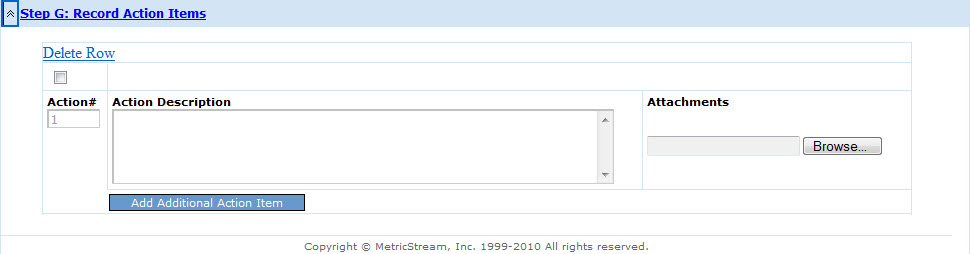 Step G: Record Action Items
Delete Row
Action# Action Description Attachments
1
Browse...
Add Additional Action Item
Copyright © MetricStream, Inc. 1999-2010 All rights reserved.